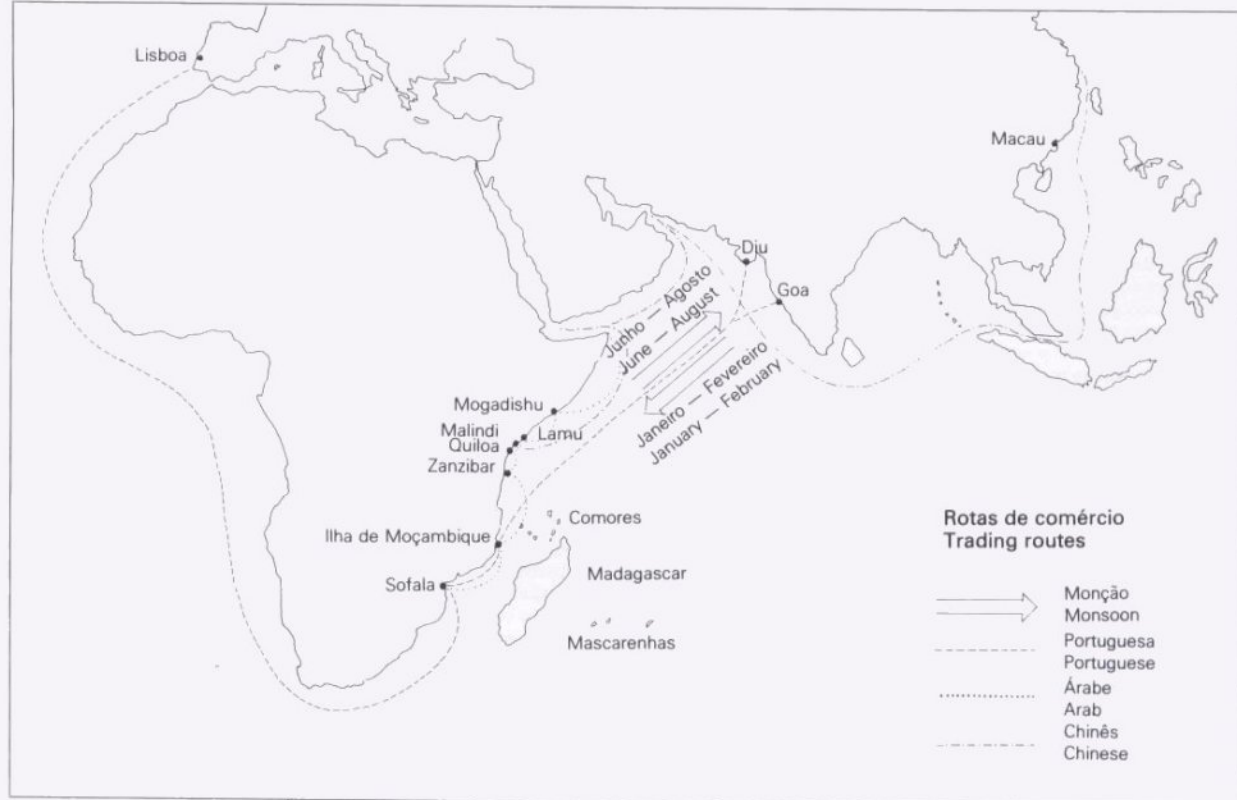 Lisboa
Macau
Diu
Goa
Junho — Agosto
June — August
Janeiro — Fevereiro
January — February
Mogadishu
Lamu
Malindi
Quiloa
Zanzibar
Ilha de Moçambique
Comores
Sofala
Madagascar
Mascarenhas
Rotas de comércio
Trading routes
Monção
Monsoon
Portuguesa
Portuguese
Árabe
Arab
Chinês
Chinese